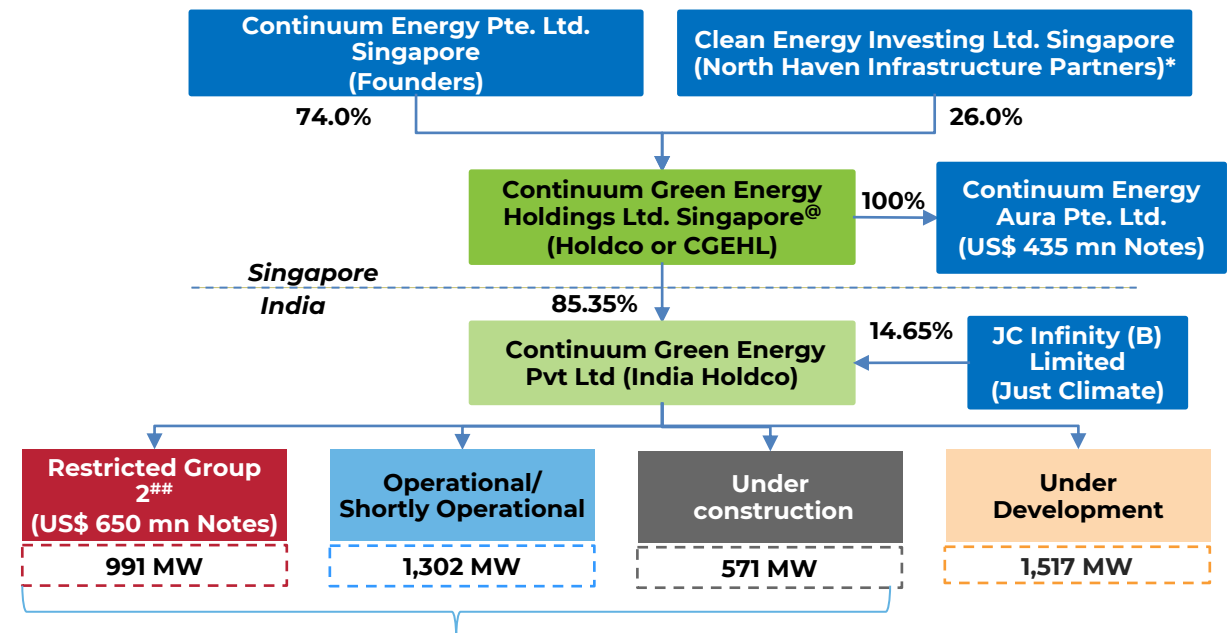 Continuum Energy Pte. Ltd.
Singapore
(Founders)
Clean Energy Investing Ltd. Singapore
(North Haven Infrastructure Partners)*
74.0%
26.0%
Continuum Green Energy
Holdings Ltd. Singapore@
(Holdco or CGEHL)
100%
Continuum Energy
Aura Pte. Ltd.
(US$ 435 mn Notes)
Singapore
India
85.35%
Continuum Green Energy
Pvt Ltd (India Holdco)
14.65%
JC Infinity (B)
Limited
(Just Climate)
Restricted Group
2##
(US$ 650 mn Notes)
Operational/
Shortly Operational
Under
construction
Under
Development
991 MW
1,302 MW
571 MW
1,517 MW